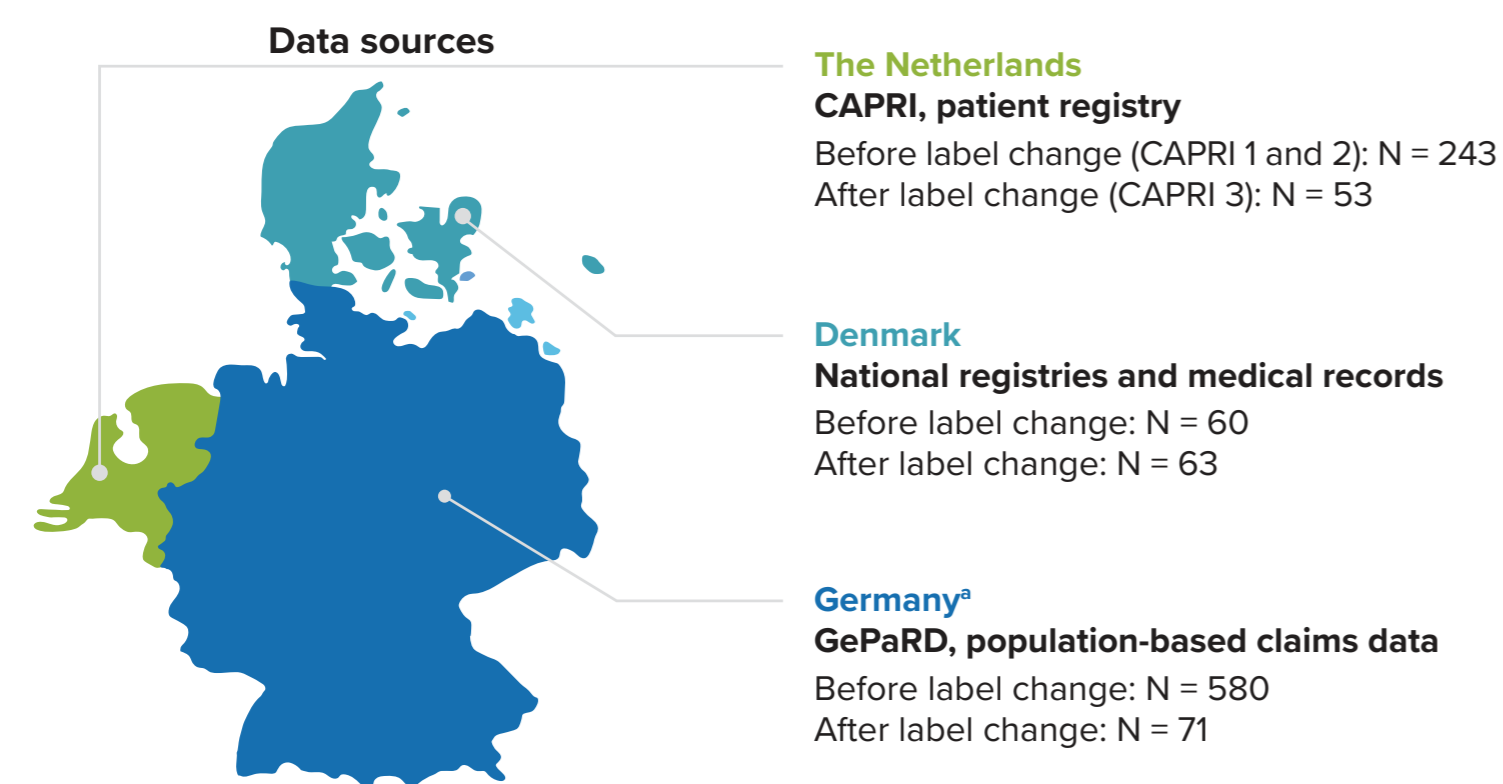 Data sources
The Netherlands
CAPRI, patient registry
Before label change (CAPRI 1 and 2): N = 243
After label change (CAPRI 3): N = 53
Denmark
National registries and medical records
Before label change: N = 60
After label change: N = 63
Germanyᵃ
GePaRD, population-based claims data
Before label change: N = 580
After label change: N = 71